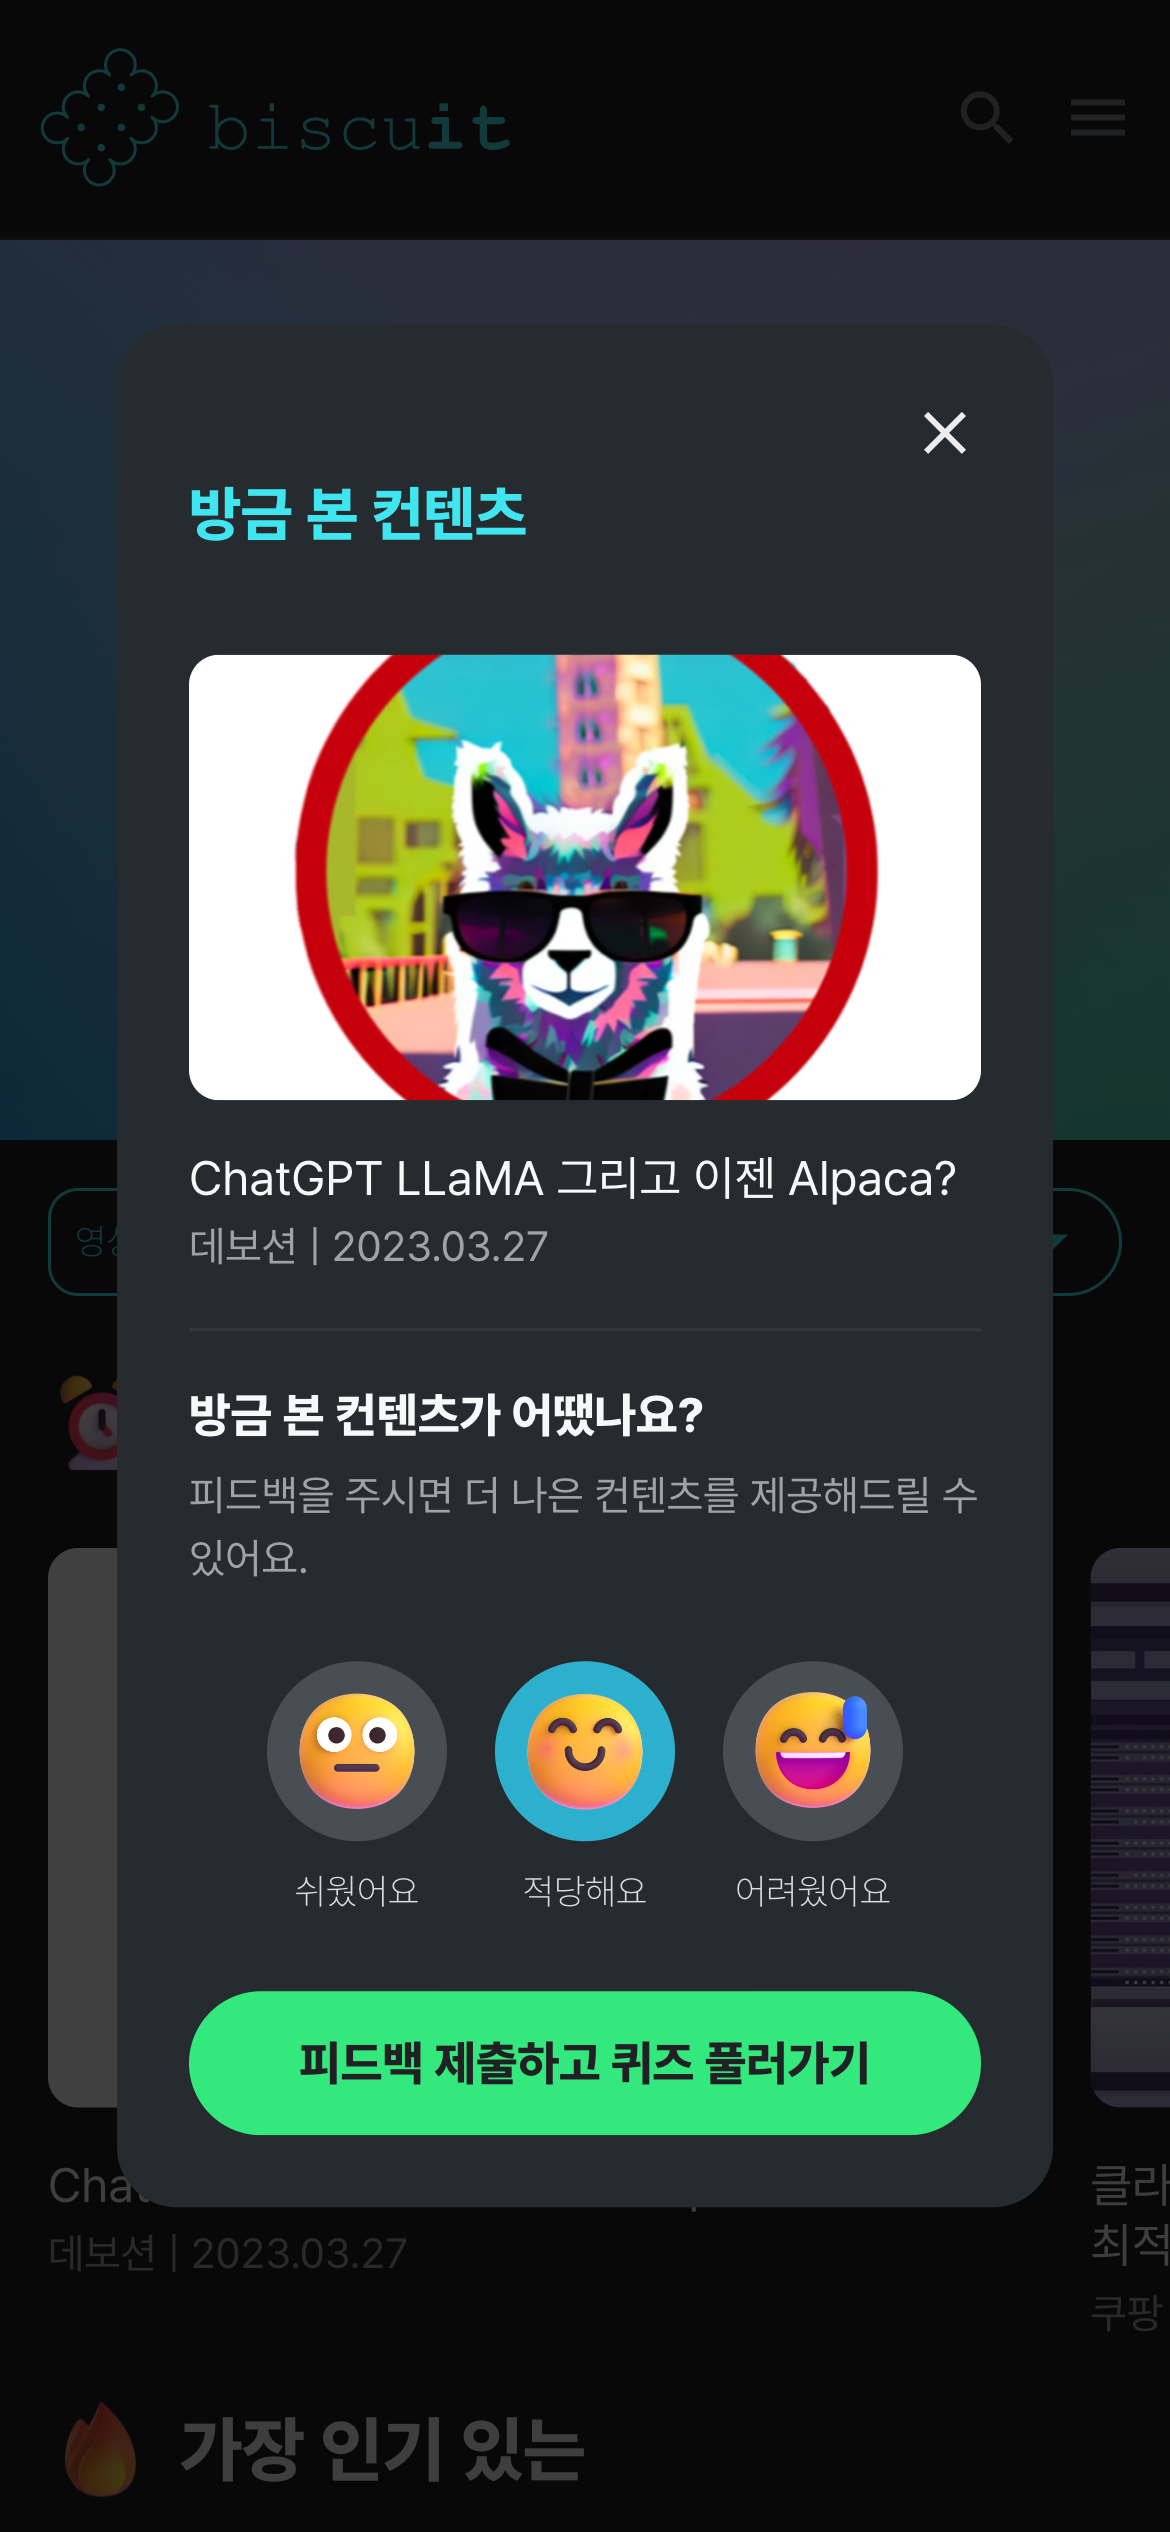 biscuit
방금 본 컨텐츠
ChatGPT LLaMA 그리고 이젠 Alpaca?
데보션 | 2023.03.27
방금 본 컨텐츠가 어땠나요?
피드백을 주시면 더 나은 컨텐츠를 제공해드릴 수
있어요.
쉬웠어요
적당해요
어려웠어요
피드백 제출하고 퀴즈 풀러가기
데보션 | 2023.03.27
쿠팡
가장 인기 있는